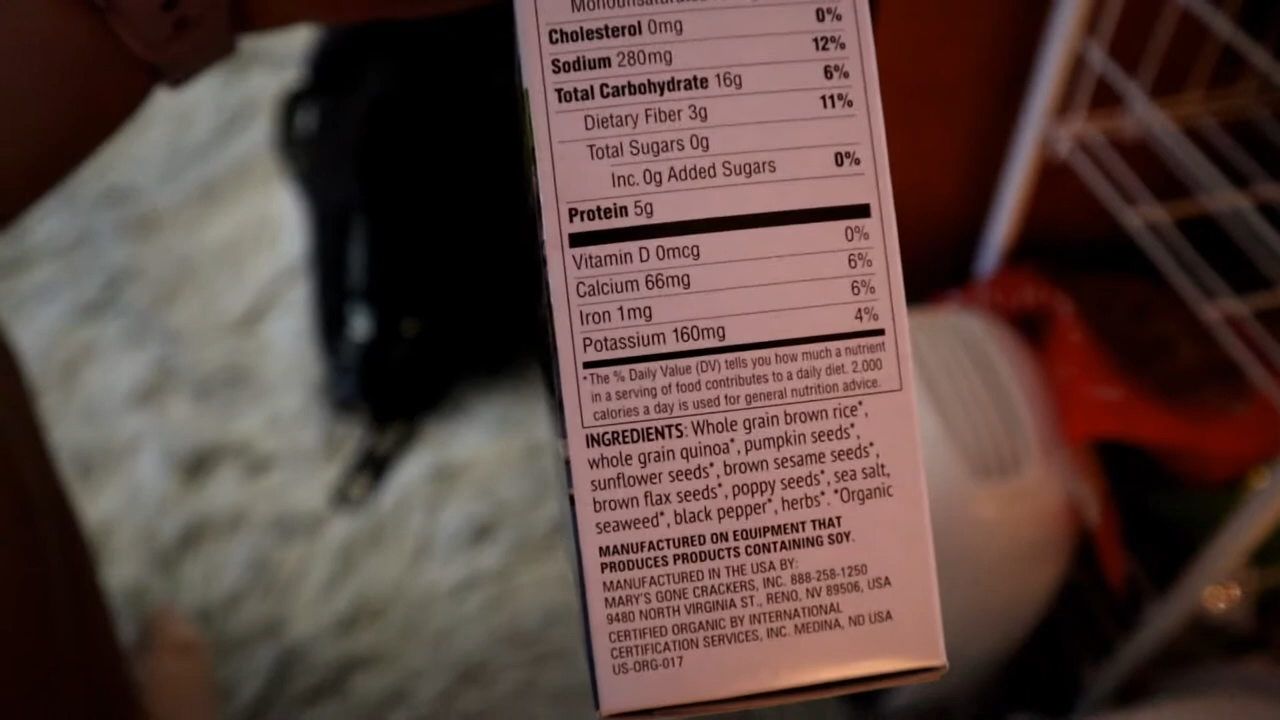 Cholesterol 0mg 0%
Sodium 280mg 12%
Total Carbohydrate 16g 6%
Dietary Fiber 3g 11%
Total Sugars 0g
Inc. 0g Added Sugars 0%
Protein 5g
Vitamin D 0mcg 0%
Calcium 66mg 6%
Iron 1mg 6%
Potassium 160mg 4%
*The % Daily Value (DV) tells you how much a nutrient
in a serving of food contributes to a daily diet. 2,000
calories a day is used for general nutrition advice.
INGREDIENTS: Whole grain brown rice*,
whole grain quinoa*, pumpkin seeds*,
sunflower seeds*, brown sesame seeds*,
brown flax seeds*, poppy seeds*, sea salt,
seaweed*, black pepper*, herbs*. *Organic
MANUFACTURED ON EQUIPMENT THAT
PRODUCES PRODUCTS CONTAINING SOY.
MANUFACTURED IN THE USA BY:
MARY'S GONE CRACKERS, INC. 888-258-1250
9480 NORTH VIRGINIA ST., RENO, NV 89506, USA
CERTIFIED ORGANIC BY INTERNATIONAL
CERTIFICATION SERVICES, INC. MEDINA, ND USA
US-ORG-017